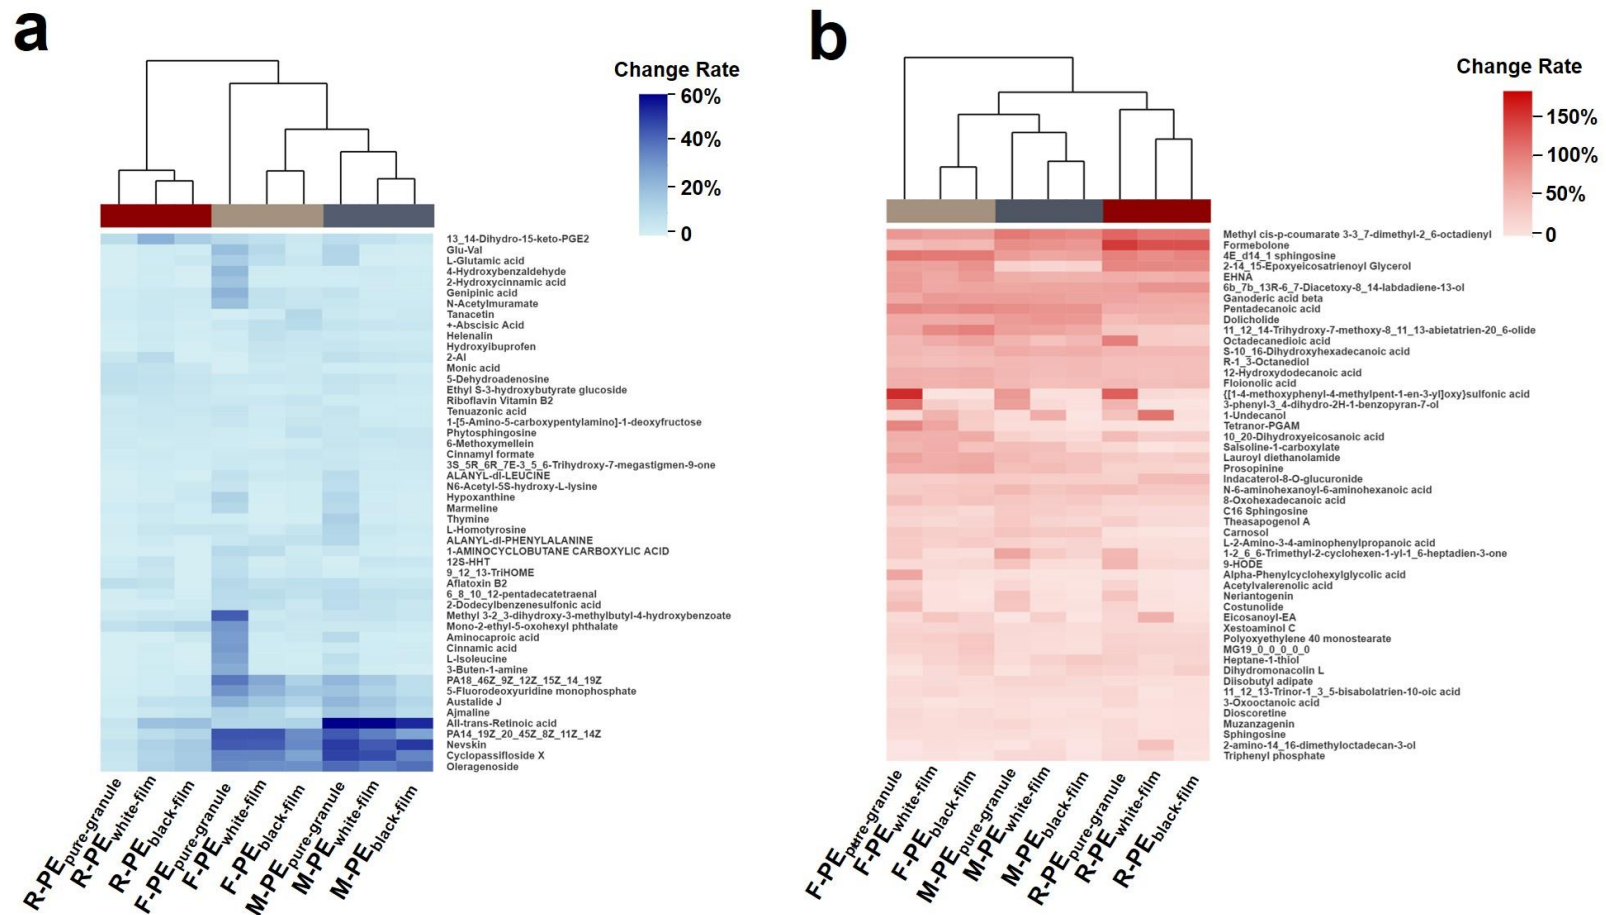 a
Change Rate
60%
40%
20%
0
13_14-Dihydro-15-keto-PGE2
Glu-Val
L-Glutamic acid
4-Hydroxybenzaldehyde
2-Hydroxycinnamic acid
Genipinic acid
N-Acetylmuramate
Tanacetin
+-Abscisic Acid
Helenalin
Hydroxyibuprofen
2-AI
Monic acid
5-Dehydroadenosine
Ethyl S-3-hydroxybutyrate glucoside
Riboflavin Vitamin B2
Tenuazonic acid
1-[5-Amino-5-carboxypentylamino]-1-deoxyfructose
Phytosphingosine
6-Methoxymellein
Cinnamyl formate
3S_5R_6R_7E-3_5_6-Trihydroxy-7-megastigmen-9-one
ALANYL-dl-LEUCINE
N6-Acetyl-5S-hydroxy-L-lysine
Hypoxanthine
Marmeline
Thymine
L-Homotyrosine
ALANYL-dl-PHENYLALANINE
1-AMINOCYCLOBUTANE CARBOXYLIC ACID
12S-HHT
9_12_13-TriHOME
Aflatoxin B2
6_8_10_12-pentadecatetraenal
2-Dodecylbenzenesulfonic acid
Methyl 3-2_3-dihydroxy-3-methylbutyl-4-hydroxybenzoate
Mono-2-ethyl-5-oxohexyl phthalate
Aminocaproic acid
Cinnamic acid
L-Isoleucine
3-Buten-1-amine
PA18_46Z_9Z_12Z_15Z_14_19Z
5-Fluorodeoxyuridine monophosphate
Austalide J
Ajmaline
All-trans-Retinoic acid
PA14_19Z_20_45Z_8Z_11Z_14Z
Nevskin
Cyclopassifloside X
Oleragenoside
R-PEpure-granule
R-PEwhite-film
R-PEblack-film
F-PEpure-granule
F-PEwhite-film
F-PEblack-film
M-PEpure-granule
M-PEwhite-film
M-PEblack-film
b
Change Rate
150%
100%
50%
0
Methyl cis-p-coumarate 3-3_7-dimethyl-2_6-octadienyl
Formebolone
4E_d14_1 sphingosine
2-14_15-Epoxyeicosatrienoyl Glycerol
EHNA
6b_7b_13R-6_7-Diacetoxy-8_14-labdadiene-13-ol
Ganoderic acid beta
Pentadecanoic acid
Dolicholide
11_12_14-Trihydroxy-7-methoxy-8_11_13-abietatrien-20_6-olide
Octadecanedioic acid
S-10_16-Dihydroxyhexadecanoic acid
R-1_3-Octanediol
12-Hydroxydodecanoic acid
Floionolic acid
{[1-4-methoxyphenyl-4-methylpent-1-en-3-yl]oxy}sulfonic acid
3-phenyl-3_4-dihydro-2H-1-benzopyran-7-ol
1-Undecanol
Tetranor-PGAM
10_20-Dihydroxyeicosanoic acid
Salsoline-1-carboxylate
Lauroyl diethanolamide
Prosopinine
Indacaterol-8-O-glucuronide
N-6-aminohexanoyl-6-aminohexanoic acid
8-Oxohexadecanoic acid
C16 Sphingosine
Theasapogenol A
Carnosol
L-2-Amino-3-4-aminophenylpropanoic acid
1-2_6_6-Trimethyl-2-cyclohexen-1-yl-1_6-heptadien-3-one
9-HODE
Alpha-Phenylcyclohexylglycolic acid
Acetylvalerenolic acid
Neriantogenin
Costunolide
Eicosanoyl-EA
Xestoaminol C
Polyoxyethylene 40 monostearate
MG19_0_0_0_0_0
Heptane-1-thiol
Dihydromonacolin L
Diisobutyl adipate
11_12_13-Trinor-1_3_5-bisabolatrien-10-oic acid
3-Oxooctanoic acid
Dioscoretine
Muzanzagenin
Sphingosine
2-amino-14_16-dimethyloctadecan-3-ol
Triphenyl phosphate
F-PEpure-granule
F-PEwhite-film
F-PEblack-film
M-PEpure-granule
M-PEwhite-film
M-PEblack-film
R-PEpure-granule
R-PEwhite-film
R-PEblack-film